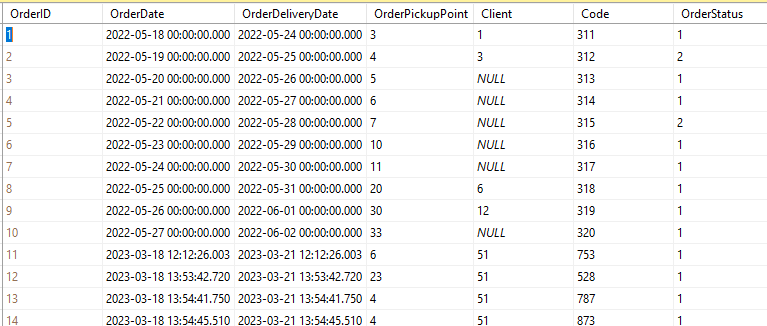 OrderID OrderDate OrderDeliveryDate OrderPickupPoint Client Code OrderStatus
1 2022-05-18 00:00:00.000 2022-05-24 00:00:00.000 3 1 311 1
2 2022-05-19 00:00:00.000 2022-05-25 00:00:00.000 4 3 312 2
3 2022-05-20 00:00:00.000 2022-05-26 00:00:00.000 5 NULL 313 1
4 2022-05-21 00:00:00.000 2022-05-27 00:00:00.000 6 NULL 314 1
5 2022-05-22 00:00:00.000 2022-05-28 00:00:00.000 7 NULL 315 2
6 2022-05-23 00:00:00.000 2022-05-29 00:00:00.000 10 NULL 316 1
7 2022-05-24 00:00:00.000 2022-05-30 00:00:00.000 11 NULL 317 1
8 2022-05-25 00:00:00.000 2022-05-31 00:00:00.000 20 6 318 1
9 2022-05-26 00:00:00.000 2022-06-01 00:00:00.000 30 12 319 1
10 2022-05-27 00:00:00.000 2022-06-02 00:00:00.000 33 NULL 320 1
11 2023-03-18 12:12:26.003 2023-03-21 12:12:26.003 6 51 753 1
12 2023-03-18 13:53:42.720 2023-03-21 13:53:42.720 23 51 528 1
13 2023-03-18 13:54:41.750 2023-03-21 13:54:41.750 4 51 787 1
14 2023-03-18 13:54:45.510 2023-03-21 13:54:45.510 4 51 873 1